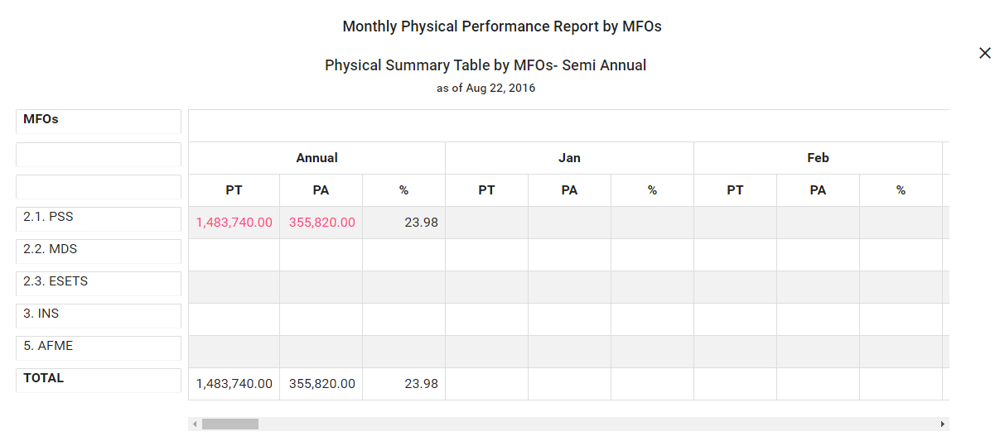 Monthly Physical Performance Report by MFOs
Physical Summary Table by MFOs- Semi Annual
as of Aug 22, 2016
MFOs
Annual Jan Feb
PT PA % PT PA % PT PA %
2.1. PSS 1,483,740.00 355,820.00 23.98
2.2. MDS
2.3. ESETS
3. INS
5. AFME
TOTAL 1,483,740.00 355,820.00 23.98